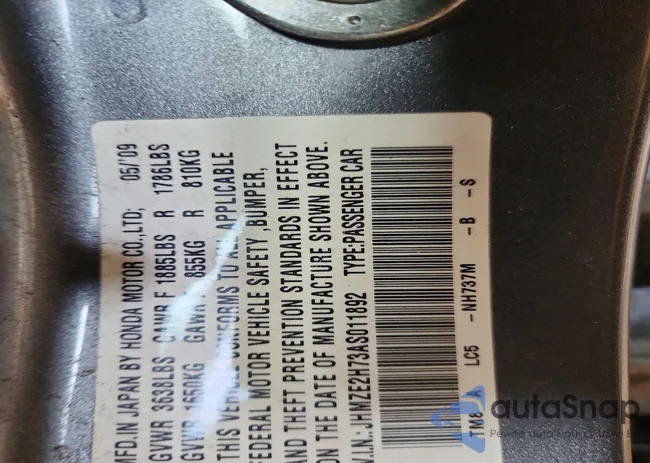 MFD.IN JAPAN BY HONDA MOTOR CO.,LTD; 05/'09
GVWR 3638LBS GAWR F 1885LBS R 1786LBS
GVWR 1650KG GAWR F 855KG R 810KG
THIS VEHICLE CONFORMS TO ALL APPLICABLE
FEDERAL MOTOR VEHICLE SAFETY ,BUMPER,
AND THEFT PREVENTION STANDARDS IN EFFECT
ON THE DATE OF MANUFACTURE SHOWN ABOVE.
V.I.N.: JHMZE2H73AS011892 TYPE:PASSENGER CAR
TM8 A LC5 -NH737M -B -S
autaSnap